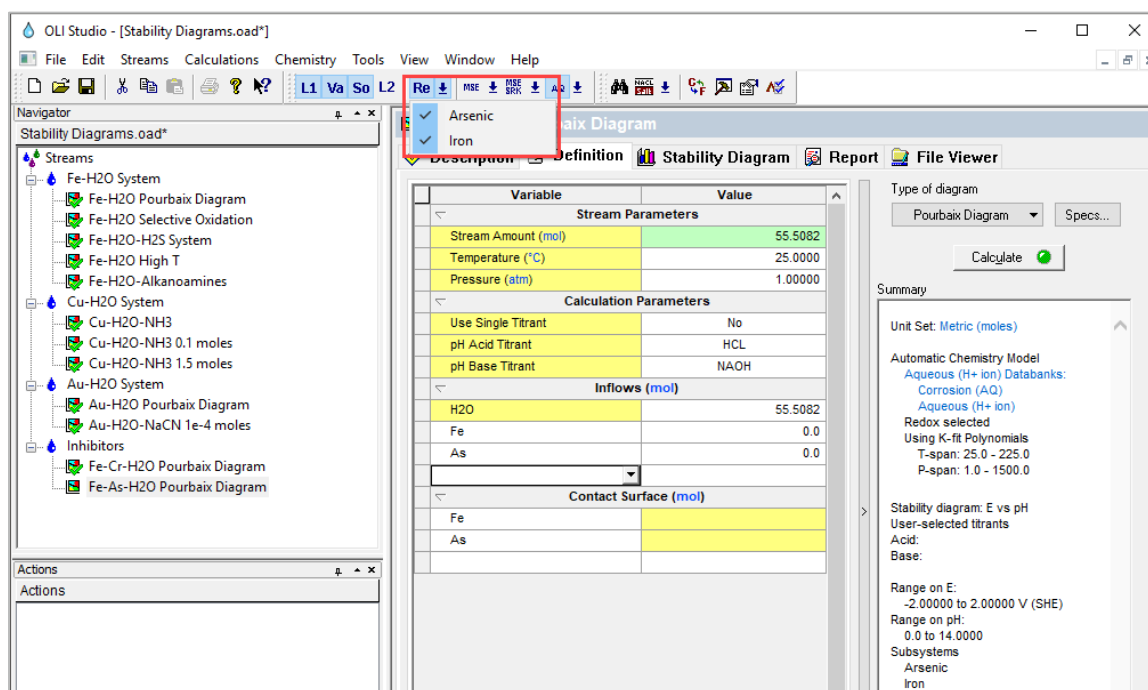 OLI Studio - [Stability Diagrams.oad*]
File Edit Streams Calculations Chemistry Tools View Window Help
L1 Va So L2 Re MSE MSE SRK AQ
Arsenic
Iron
Navigator
Stability Diagrams.oad*
Streams
Fe-H2O System
Fe-H2O Pourbaix Diagram
Fe-H2O Selective Oxidation
Fe-H2O-H2S System
Fe-H2O High T
Fe-H2O-Alkanoamines
Cu-H2O System
Cu-H2O-NH3
Cu-H2O-NH3 0.1 moles
Cu-H2O-NH3 1.5 moles
Au-H2O System
Au-H2O Pourbaix Diagram
Au-H2O-NaCN 1e-4 moles
Inhibitors
Fe-Cr-H2O Pourbaix Diagram
Fe-As-H2O Pourbaix Diagram
Actions
Actions
Diagram
Description Definition Stability Diagram Report File Viewer
Variable Value
Stream Parameters
Stream Amount (mol) 55.5082
Temperature (°C) 25.0000
Pressure (atm) 1.00000
Calculation Parameters
Use Single Titrant No
pH Acid Titrant HCL
pH Base Titrant NAOH
Inflows (mol)
H2O 55.5082
Fe 0.0
As 0.0
Contact Surface (mol)
Fe
As
Type of diagram
Pourbaix Diagram Specs...
Calculate
Summary
Unit Set: Metric (moles)
Automatic Chemistry Model
Aqueous (H+ ion) Databanks:
Corrosion (AQ)
Aqueous (H+ ion)
Redox selected
Using K-fit Polynomials
T-span: 25.0 - 225.0
P-span: 1.0 - 1500.0
Stability diagram: E vs pH
User-selected titrants
Acid:
Base:
Range on E:
-2.00000 to 2.00000 V (SHE)
Range on pH:
0.0 to 14.0000
Subsystems
Arsenic
Iron